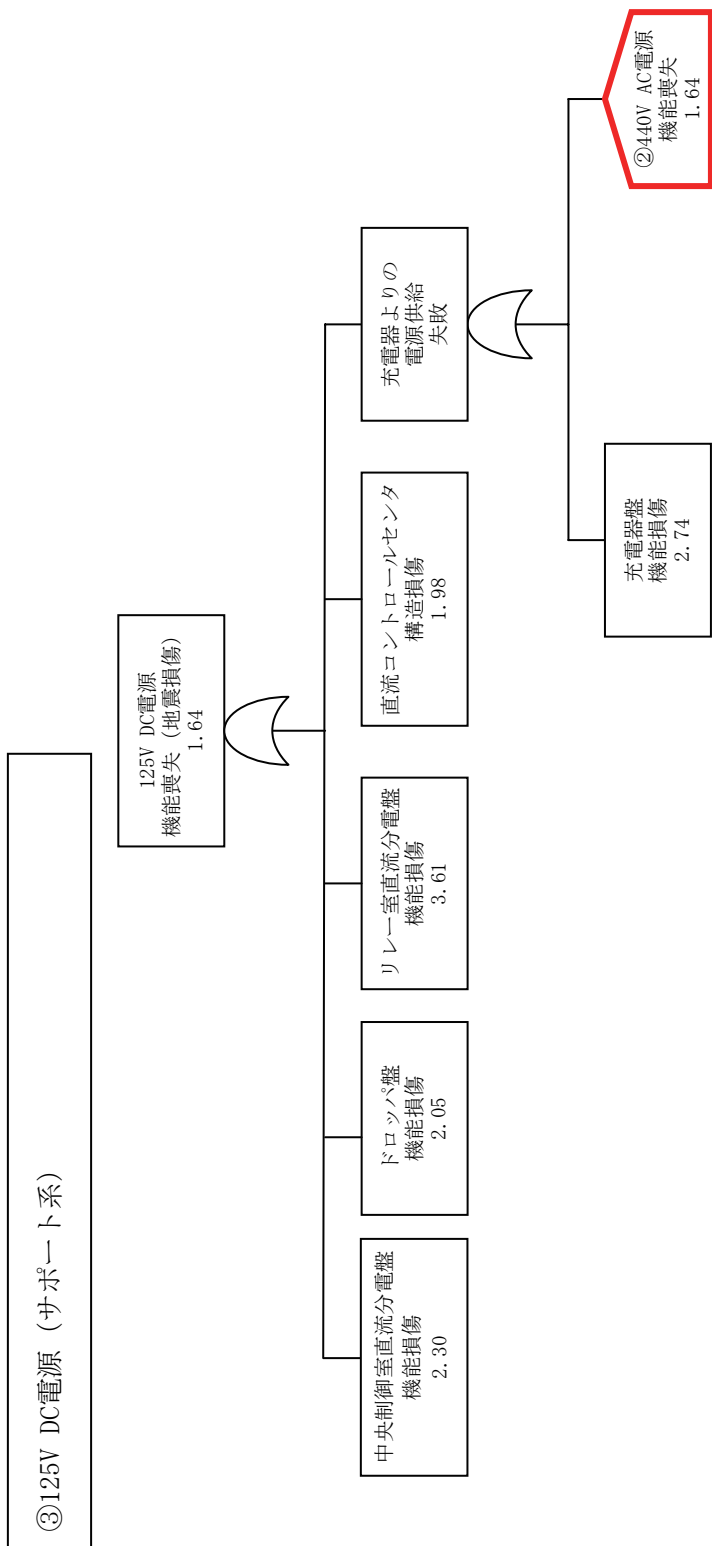 ③125V DC電源（サポート系）
125V DC電源
機能喪失（地震損傷）
1.64
中央制御室直流分電盤
機能損傷
2.30
ドロッパ盤
機能損傷
2.05
リレー室直流分電盤
機能損傷
3.61
直流コントロールセンタ
構造損傷
1.98
充電器よりの
電源供給
失敗
充電器盤
機能損傷
2.74
②440V AC電源
機能喪失
1.64